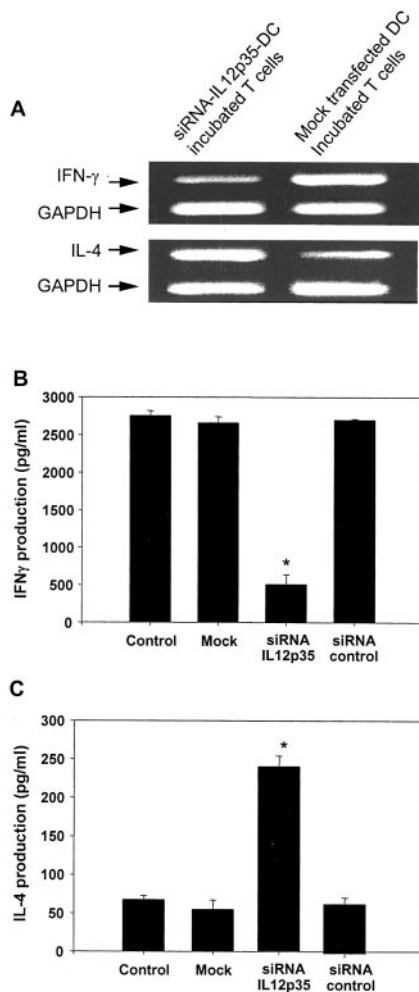 A
siRNA-IL12p35-DC
incubated T cells
Mock transfected DC
Incubated T cells
IFN-γ
GAPDH
IL-4
GAPDH
B
IFNγ production (pg/ml)
3000
2500
2000
1500
1000
500
0
*
Control
Mock
siRNA
IL12p35
siRNA
control
C
IL-4 production (pg/ml)
300
250
200
150
100
50
0
*
Control
Mock
siRNA
IL12p35
siRNA
control